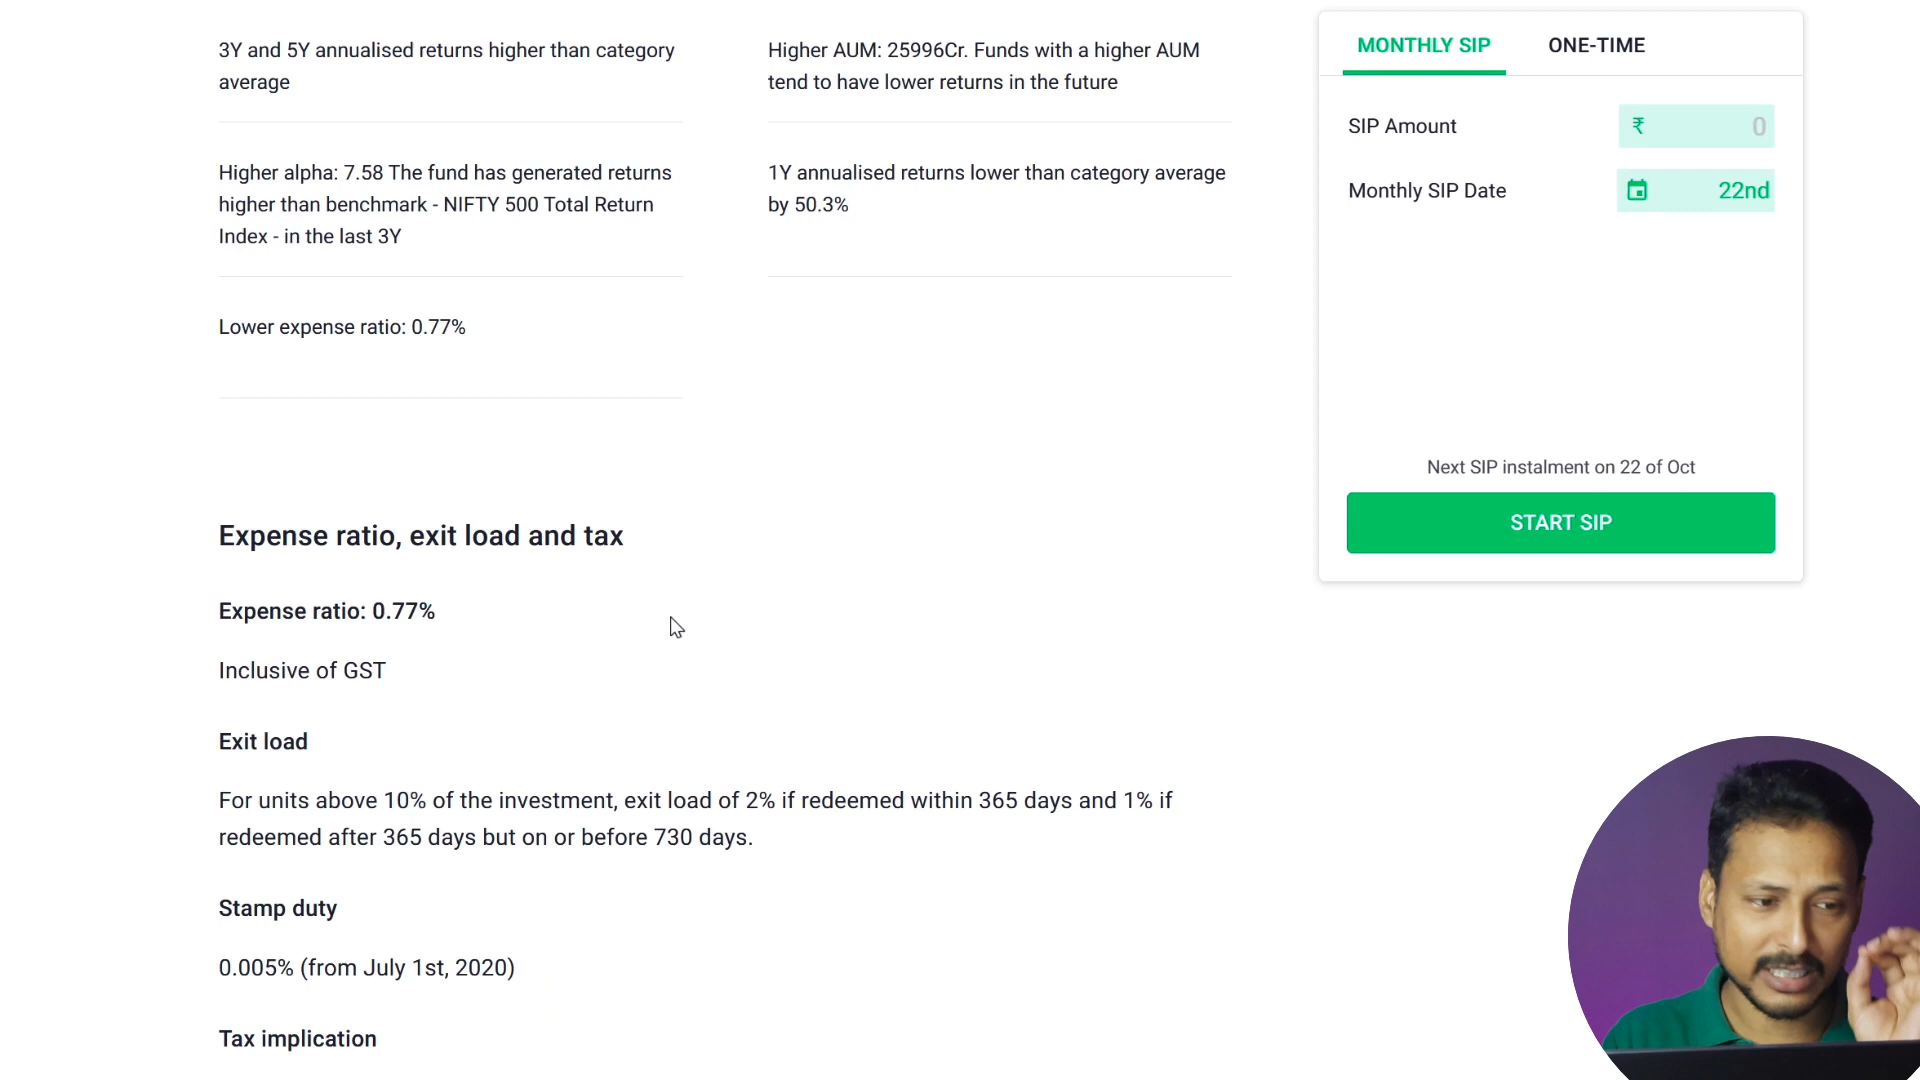 3Y and 5Y annualised returns higher than category
average
Higher AUM: 25996Cr. Funds with a higher AUM
tend to have lower returns in the future
Higher alpha: 7.58 The fund has generated returns
higher than benchmark - NIFTY 500 Total Return
Index - in the last 3Y
1Y annualised returns lower than category average
by 50.3%
Lower expense ratio: 0.77%
Expense ratio, exit load and tax
Expense ratio: 0.77%
Inclusive of GST
Exit load
For units above 10% of the investment, exit load of 2% if redeemed within 365 days and 1% if
redeemed after 365 days but on or before 730 days.
Stamp duty
0.005% (from July 1st, 2020)
Tax implication
MONTHLY SIP ONE-TIME
SIP Amount ₹ 0
Monthly SIP Date 22nd
Next SIP instalment on 22 of Oct
START SIP